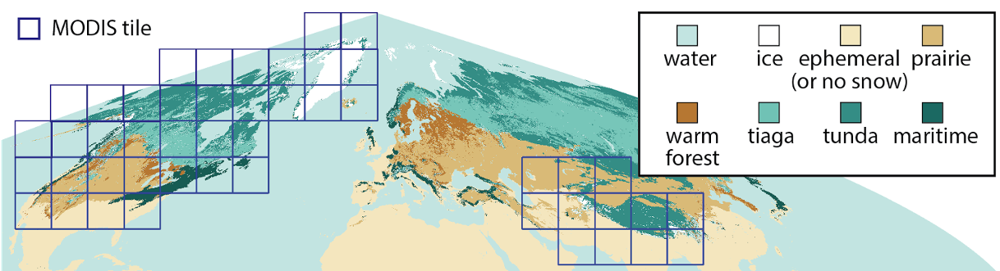 MODIS tile
water
ice
ephemeral
(or no snow)
prairie
warm
forest
tiaga
tunda
maritime